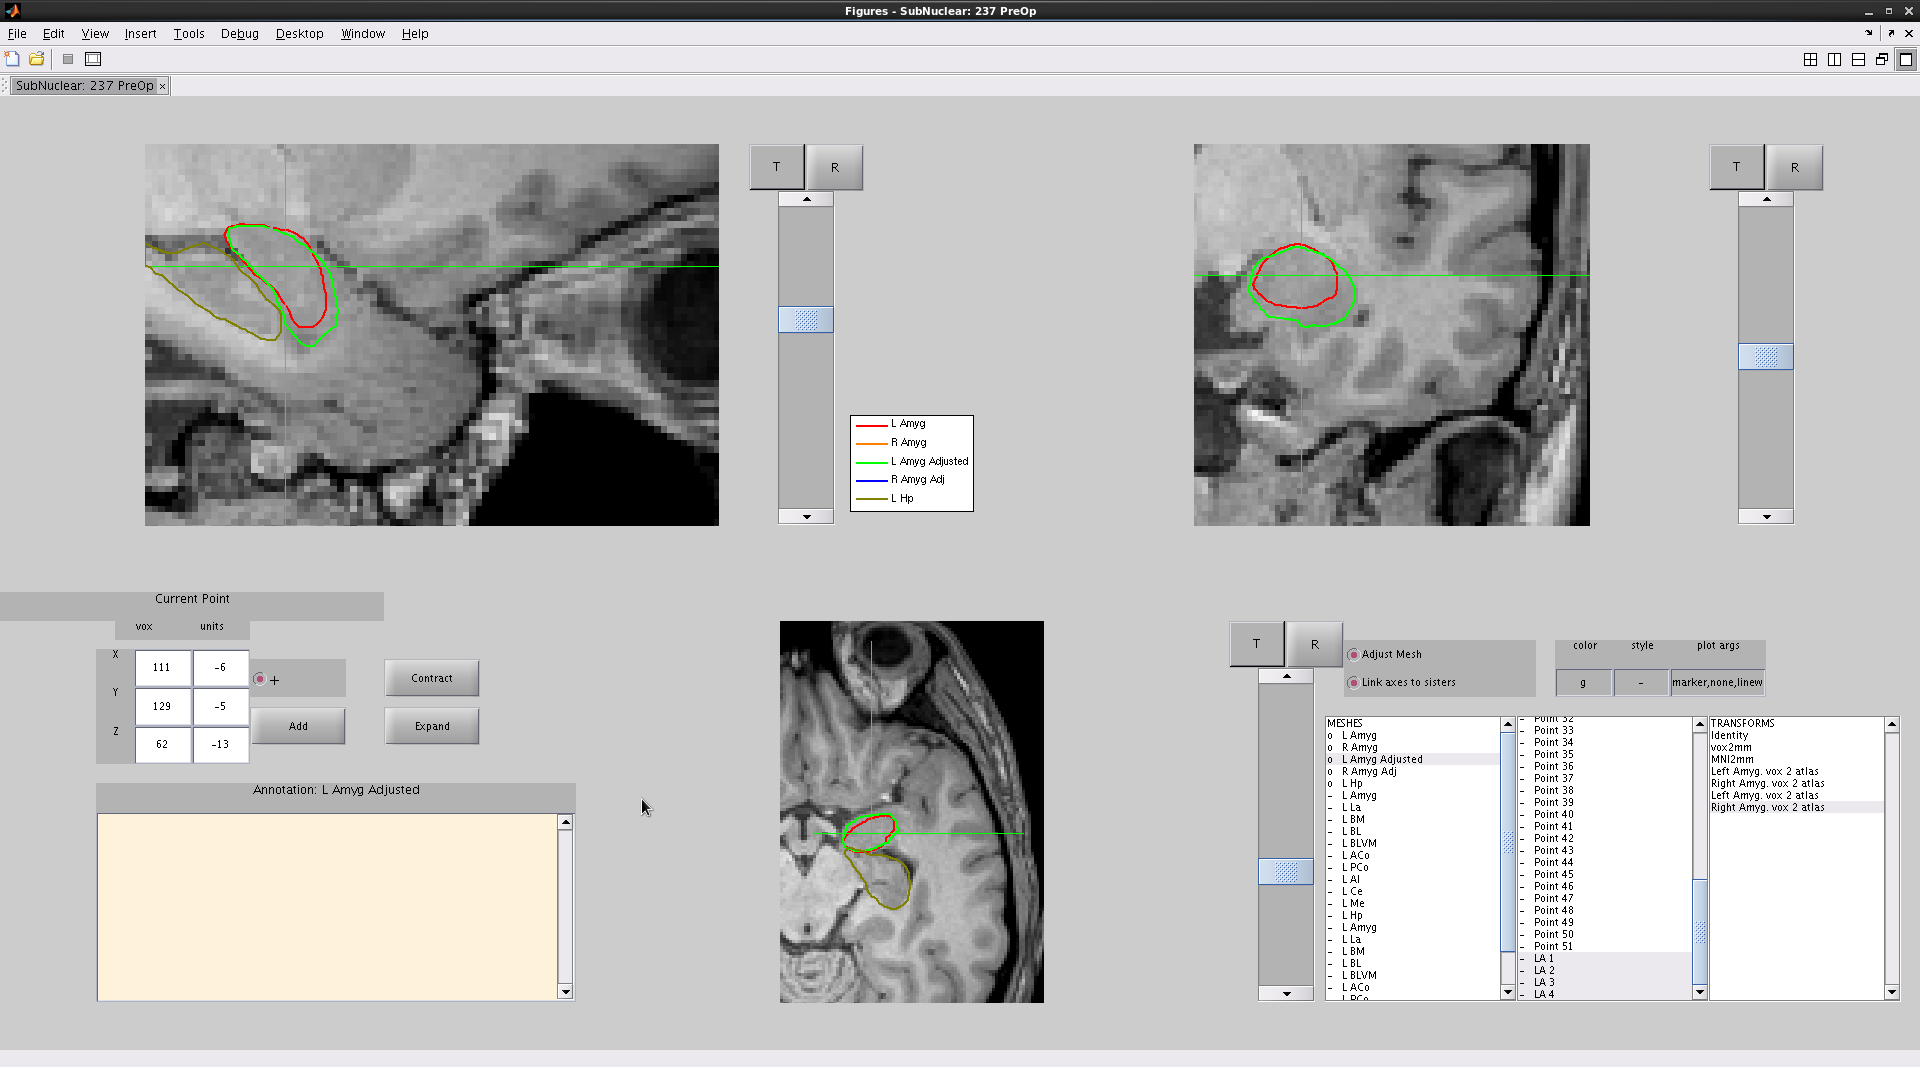 Figures - SubNuclear: 237 PreOp
File Edit View Insert Tools Debug Desktop Window Help
SubNuclear: 237 PreOp
T R
T R
L Amyg
R Amyg
L Amyg Adjusted
R Amyg Adj
L Hp
Current Point
vox units
X 111 -6
Y 129 -5
Z 62 -13
+
Add
Contract
Expand
Annotation: L Amyg Adjusted
T R
Adjust Mesh
Link axes to sisters
color style plot args
g - marker,none,linew
MESHES
o L Amyg
o R Amyg
o L Amyg Adjusted
o R Amyg Adj
o L Hp
- L Amyg
- L La
- L BM
- L BL
- L BLVM
- L ACo
- L PCo
- L AI
- L Ce
- L Me
- L Hp
- L Amyg
- L La
- L BM
- L BL
- L BLVM
- L ACo
- L PCo
- Point 32
- Point 33
- Point 34
- Point 35
- Point 36
- Point 37
- Point 38
- Point 39
- Point 40
- Point 41
- Point 42
- Point 43
- Point 44
- Point 45
- Point 46
- Point 47
- Point 48
- Point 49
- Point 50
- Point 51
- LA 1
- LA 2
- LA 3
- LA 4
TRANSFORMS
Identity
vox2mm
MNI2mm
Left Amyg. vox 2 atlas
Right Amyg. vox 2 atlas
Left Amyg. vox 2 atlas
Right Amyg. vox 2 atlas